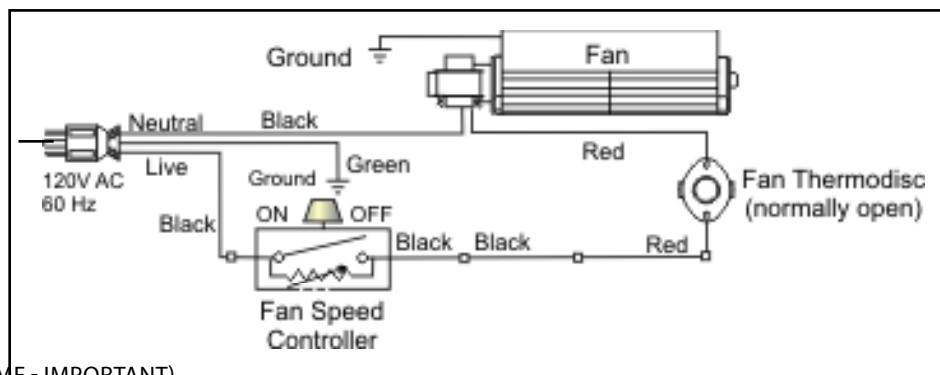 Ground
Fan
Neutral
Black
Live
Ground
Green
Red
120V AC
60 Hz
Fan Thermodisc
(normally open)
ON
OFF
Black
Black
Black
Red
Fan Speed
Controller
- IMPORTANT)